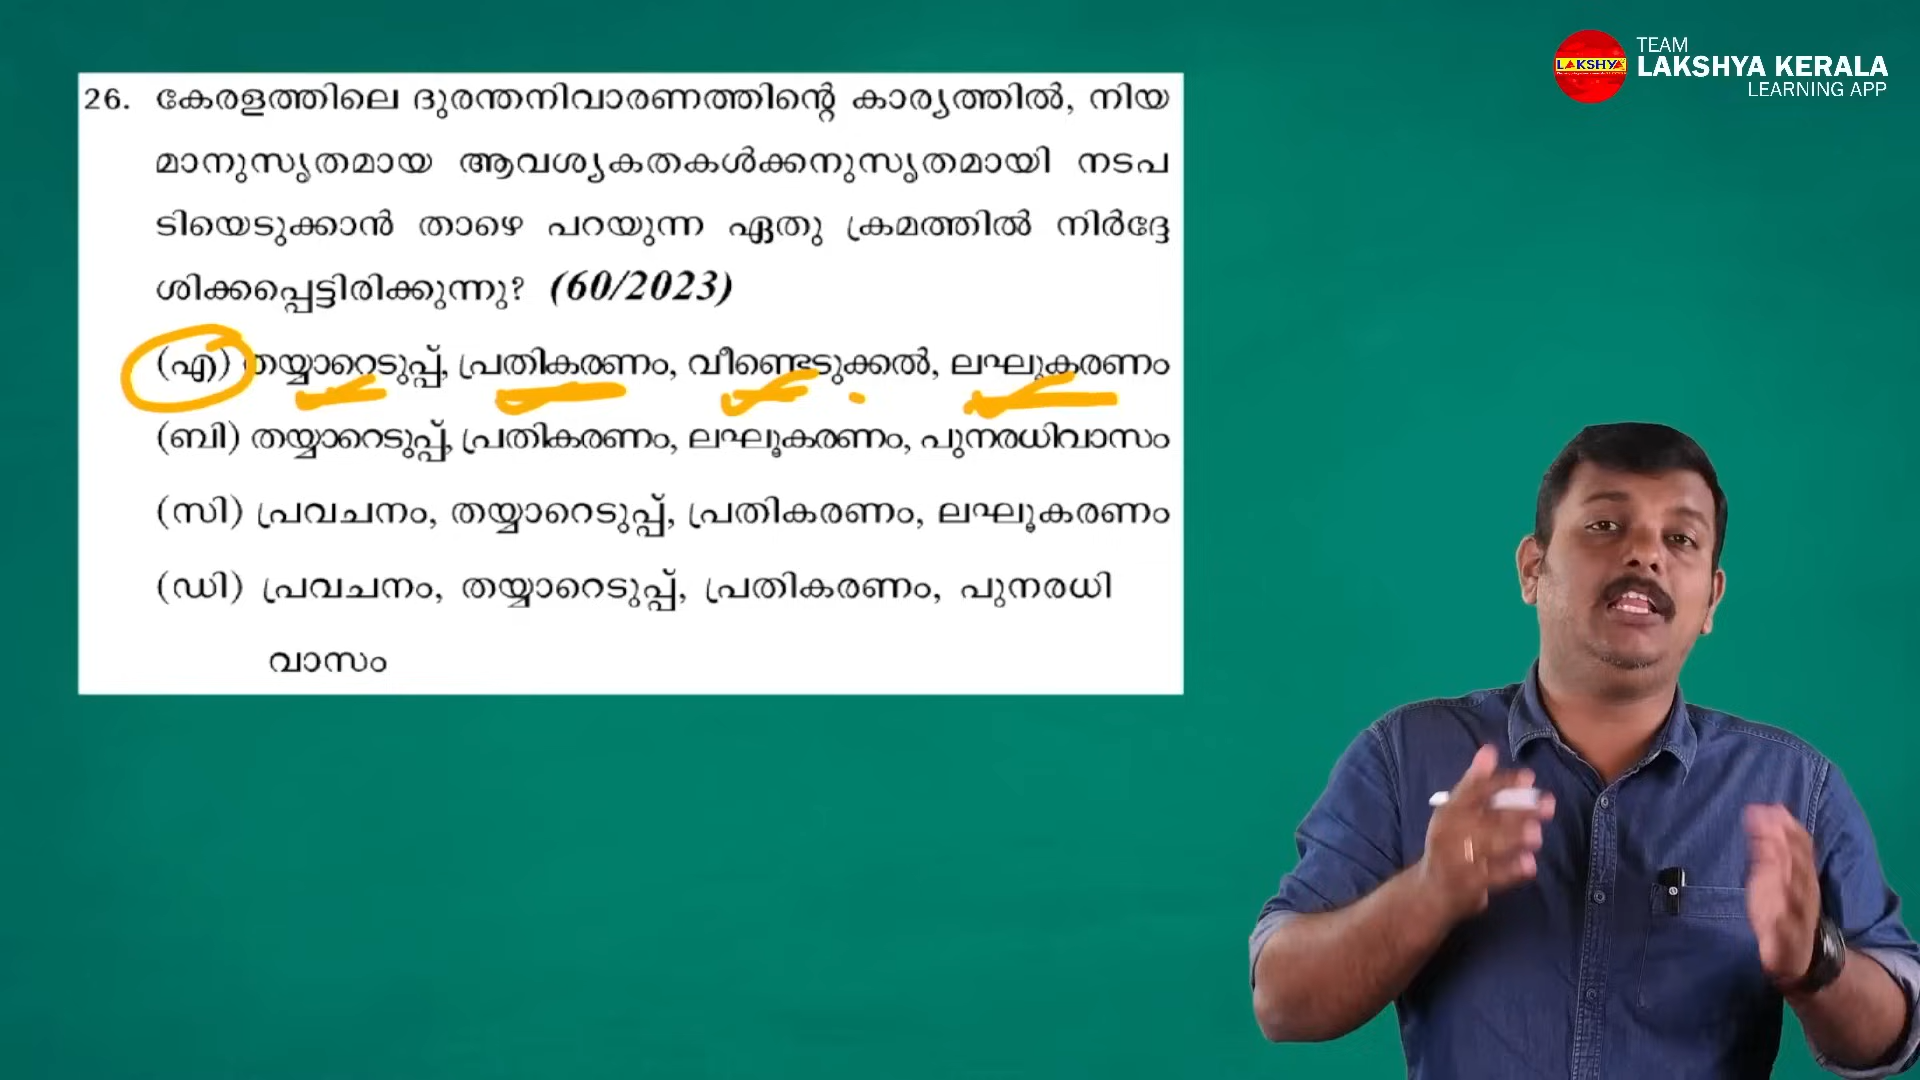 TEAM
LAKSHYA
LAKSHYA KERALA
LEARNING APP
26. കേരളത്തിലെ ദുരന്തനിവാരണത്തിന്റെ കാര്യത്തിൽ, നിയ
മാനുസൃതമായ ആവശ്യകതകൾക്കനുസൃതമായി നടപ
ടിയെടുക്കാൻ താഴെ പറയുന്ന ഏതു ക്രമത്തിൽ നിർദ്ദേ
ശിക്കപ്പെട്ടിരിക്കുന്നു? (60/2023)
(എ) തയ്യാറെടുപ്പ്, പ്രതികരണം, വീണ്ടെടുക്കൽ, ലഘുകരണം
(ബി) തയ്യാറെടുപ്പ്, പ്രതികരണം, ലഘൂകരണം, പുനരധിവാസം
(സി) പ്രവചനം, തയ്യാറെടുപ്പ്, പ്രതികരണം, ലഘൂകരണം
(ഡി) പ്രവചനം, തയ്യാറെടുപ്പ്, പ്രതികരണം, പുനരധി
വാസം